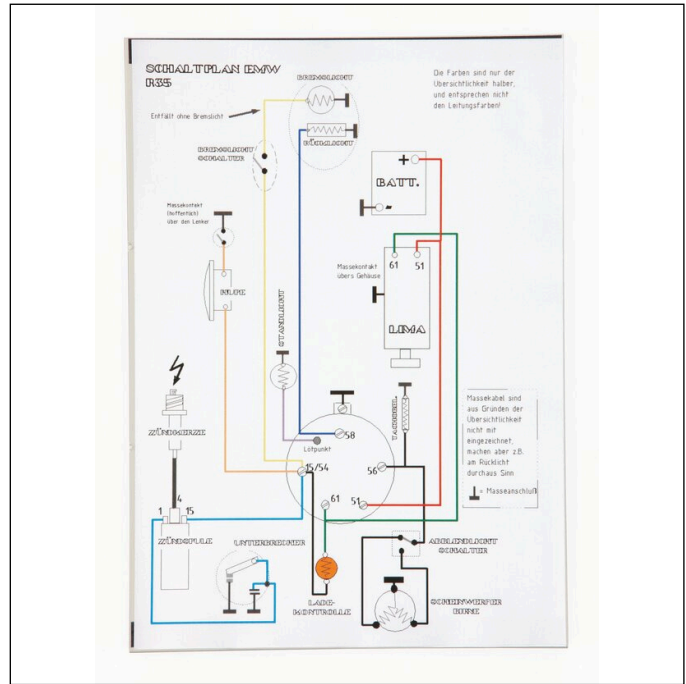 SCHALTPLAN EMW
R35
Die Farben sind nur der
Übersichtlichkeit halber,
und entsprechen nicht
den Leitungsfarben!
BREMSLICHT
Entfällt ohne Bremslicht
RÜCKLICHT
BREMSLICHT
SCHALTER
+
BATT.
-
Massekontakt
(hoffentlich)
über den Lenker
61
51
Massekontakt
übers Gehäuse
HUPE
LIMA
STANDLICHT
TACHOBEL.
Massekabel sind
aus Gründen der
Übersichtlichkeit
nicht mit
eingezeichnet,
machen aber z.B.
am Rücklicht
durchaus Sinn
= Masseanschluß
58
Lötpunkt
ZÜNDKERZE
15/54
56
61
51
4
1
15
ZÜNDSPULE
UNTERBRECHER
ABBLENDLICHT
SCHALTER
LADE-
KONTROLLE
SCHEINWERFER
BIRNE